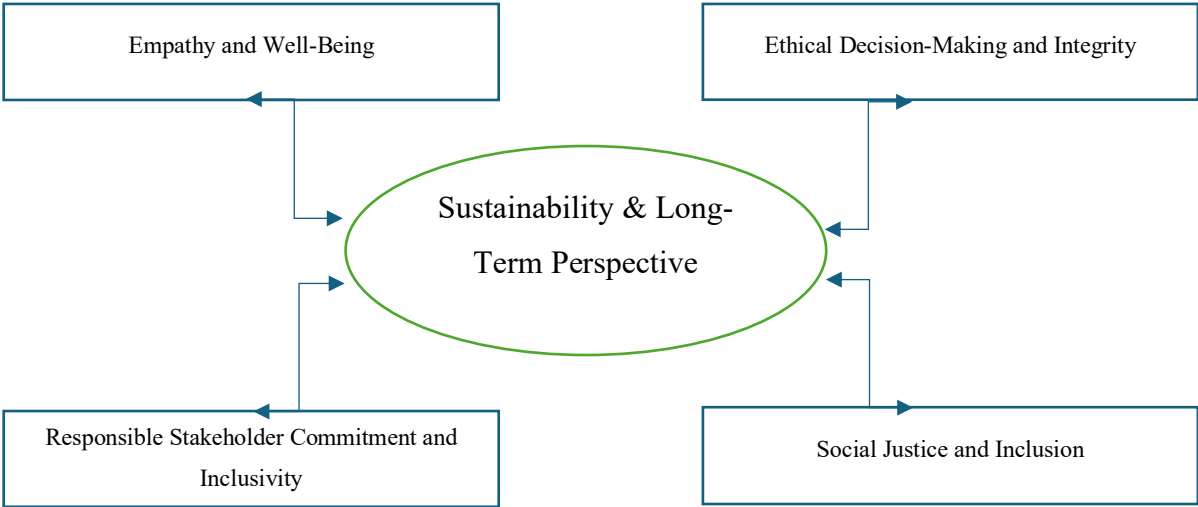 Empathy and Well-Being
Ethical Decision-Making and Integrity
Sustainability & Long-
Term Perspective
Responsible Stakeholder Commitment and
Inclusivity
Social Justice and Inclusion